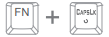 FN + CAPSLK